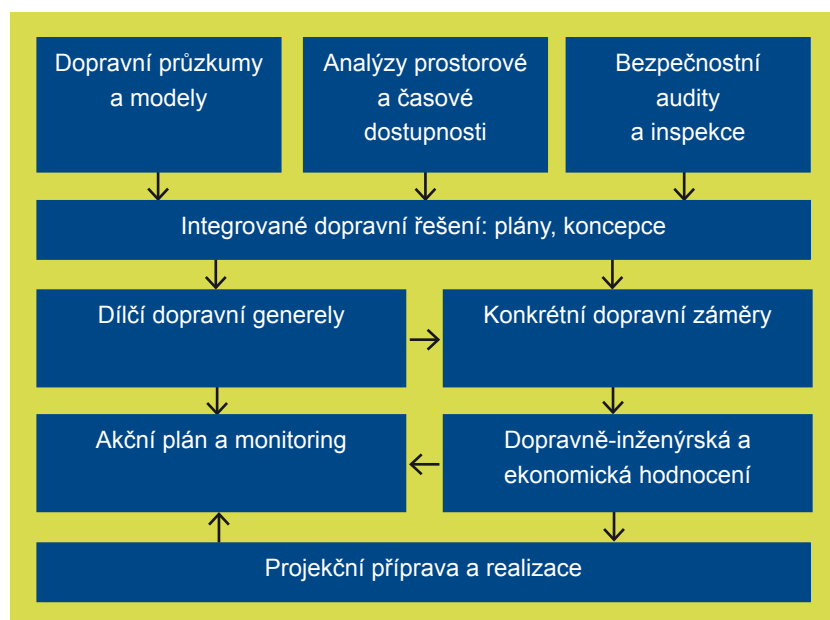 Dopravní průzkumy
a modely
Analýzy prostorové
a časové
dostupnosti
Bezpečnostní
audity
a inspekce
Integrované dopravní řešení: plány, koncepce
Dílčí dopravní generely
Konkrétní dopravní záměry
Akční plán a monitoring
Dopravně-inženýrská a
ekonomická hodnocení
Projekční příprava a realizace